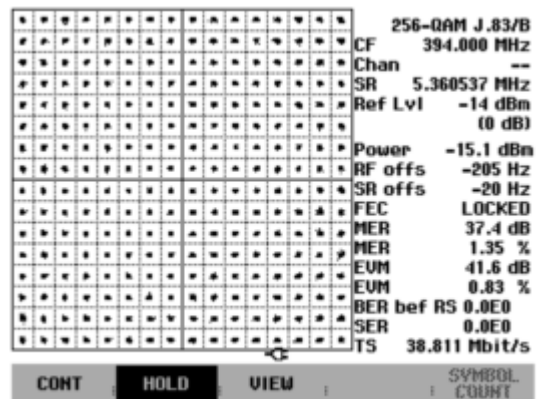 256-QAM J.83/B
CF 394.000 MHz
Chan --
SR 5.360537 MHz
Ref Lvl -14 dBm
(0 dB)
Power -15.1 dBm
RF offs -205 Hz
SR offs -20 Hz
FEC LOCKED
MER 37.4 dB
MER 1.35 %
EVM 41.6 dB
EVM 0.83 %
BER bef RS 0.0E0
SER 0.0E0
TS 38.811 Mbit/s
CONT HOLD VIEW SYMBOL
COUNT